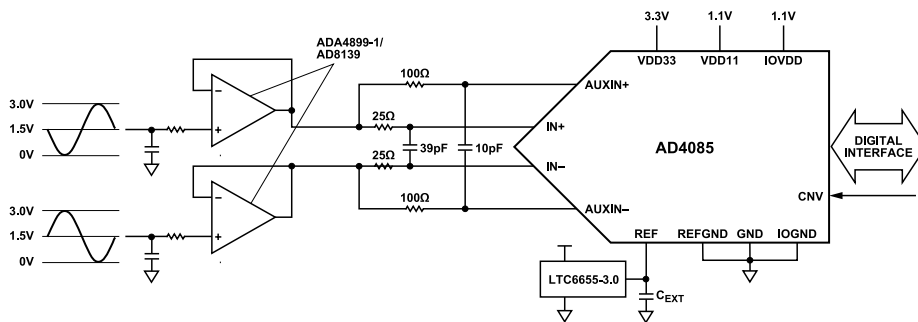 ADA4899-1/
AD8139
3.3V
1.1V
1.1V
VDD33
VDD11
IOVDD
100Ω
AUXIN+
3.0V
1.5V
0V
–
+
25Ω
IN+
39pF
10pF
AD4085
DIGITAL
INTERFACE
25Ω
IN–
CNV
3.0V
1.5V
0V
–
+
100Ω
AUXIN–
REF
REFGND
GND
IOGND
LTC6655-3.0
CEXT